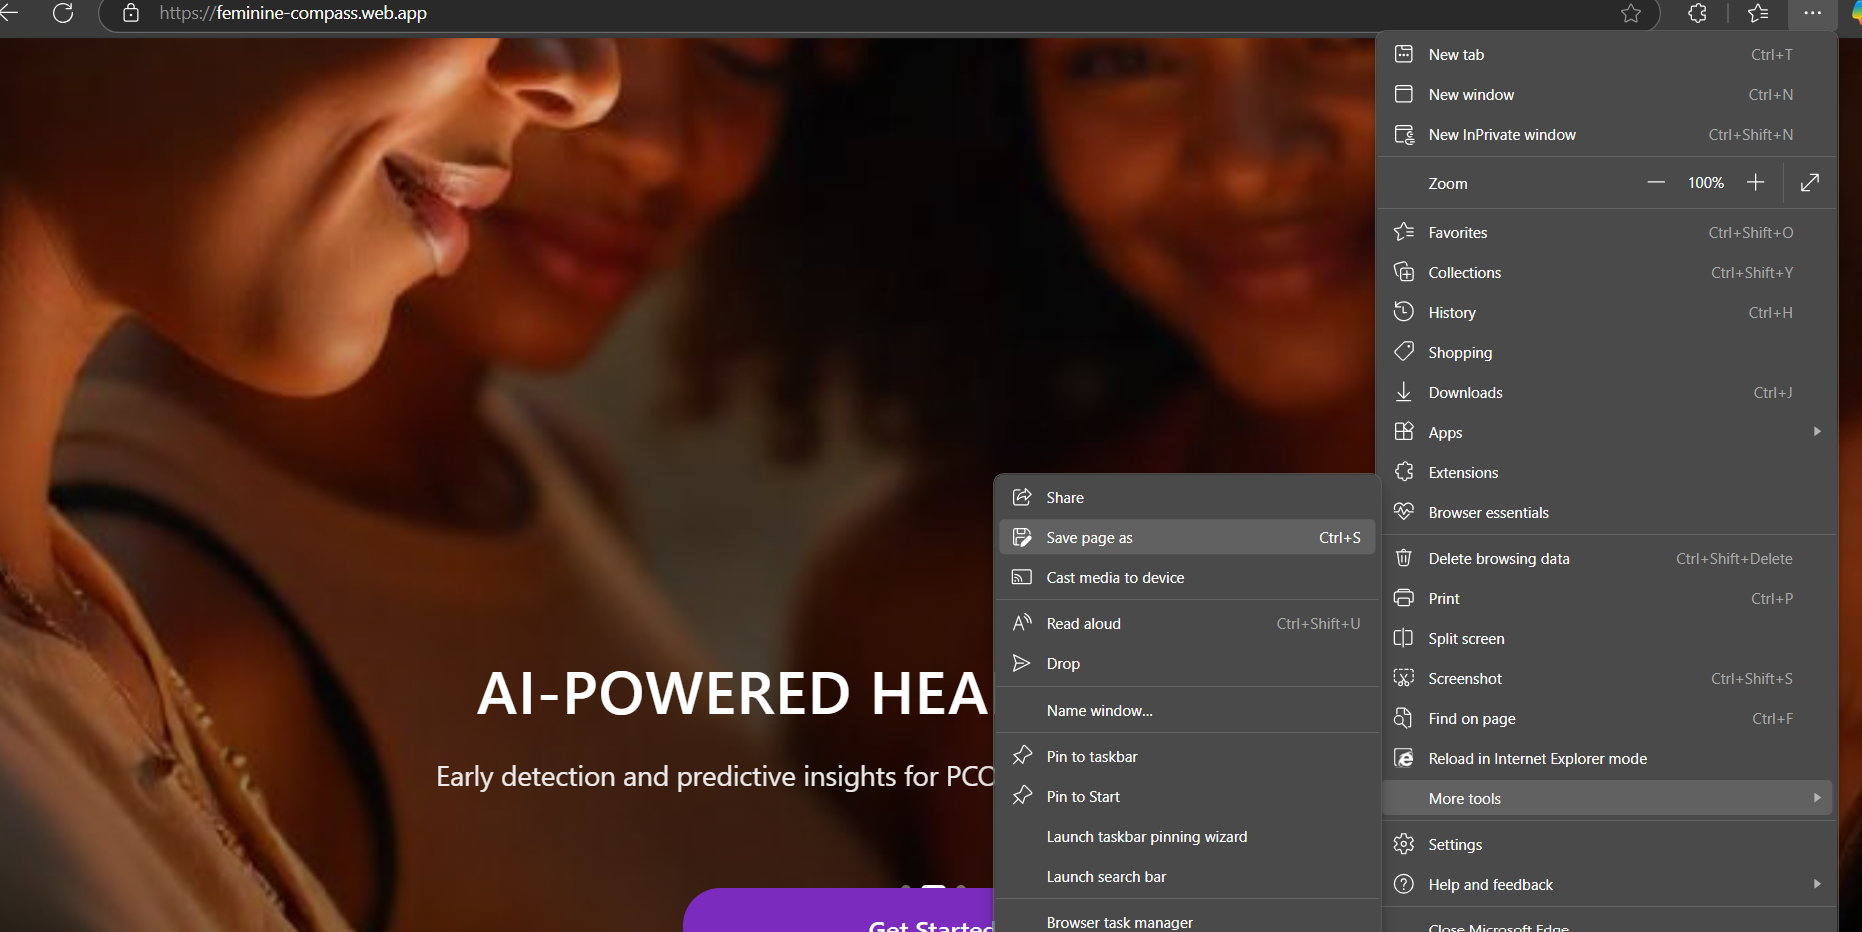 https://feminine-compass.web.app
New tab Ctrl+T
New window Ctrl+N
New InPrivate window Ctrl+Shift+N
Zoom 100%
Favorites Ctrl+Shift+O
Collections Ctrl+Shift+Y
History Ctrl+H
Shopping
Downloads Ctrl+J
Apps
Extensions
Browser essentials
Delete browsing data Ctrl+Shift+Delete
Print Ctrl+P
Split screen
Screenshot Ctrl+Shift+S
Find on page Ctrl+F
Reload in Internet Explorer mode
More tools
Settings
Help and feedback
Close Microsoft Edge
Share
Save page as Ctrl+S
Cast media to device
Read aloud Ctrl+Shift+U
Drop
Name window...
Pin to taskbar
Pin to Start
Launch taskbar pinning wizard
Launch search bar
Browser task manager
AI-POWERED HEA
Early detection and predictive insights for PCO
Get Started